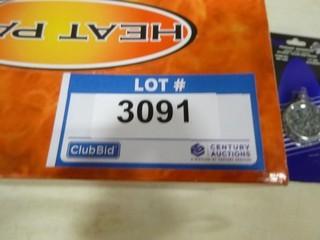 HEAT PA
LOT #
3091
ClubBid
CENTURY
AUCTIONS